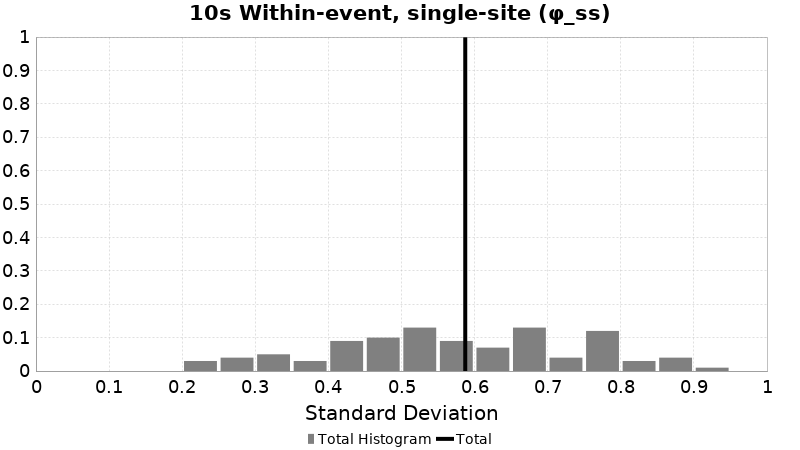 10s Within-event, single-site (φ_ss)
1
0.9
0.8
0.7
0.6
0.5
0.4
0.3
0.2
0.1
0
0 0.1 0.2 0.3 0.4 0.5 0.6 0.7 0.8 0.9 1
Standard Deviation
Total Histogram Total